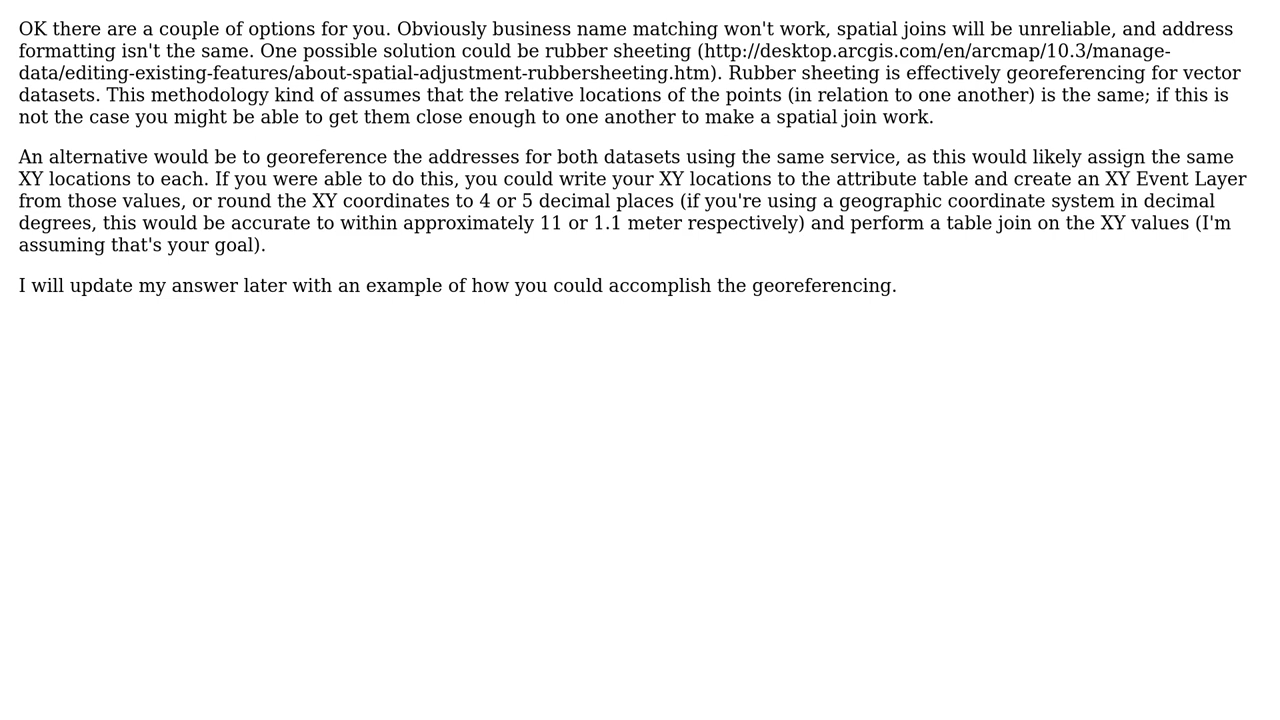 OK there are a couple of options for you. Obviously business name matching won't work, spatial joins will be unreliable, and address
formatting isn't the same. One possible solution could be rubber sheeting (http://desktop.arcgis.com/en/arcmap/10.3/manage-
data/editing-existing-features/about-spatial-adjustment-rubbersheeting.htm). Rubber sheeting is effectively georeferencing for vector
datasets. This methodology kind of assumes that the relative locations of the points (in relation to one another) is the same; if this is
not the case you might be able to get them close enough to one another to make a spatial join work.
An alternative would be to georeference the addresses for both datasets using the same service, as this would likely assign the same
XY locations to each. If you were able to do this, you could write your XY locations to the attribute table and create an XY Event Layer
from those values, or round the XY coordinates to 4 or 5 decimal places (if you're using a geographic coordinate system in decimal
degrees, this would be accurate to within approximately 11 or 1.1 meter respectively) and perform a table join on the XY values (I'm
assuming that's your goal).
I will update my answer later with an example of how you could accomplish the georeferencing.